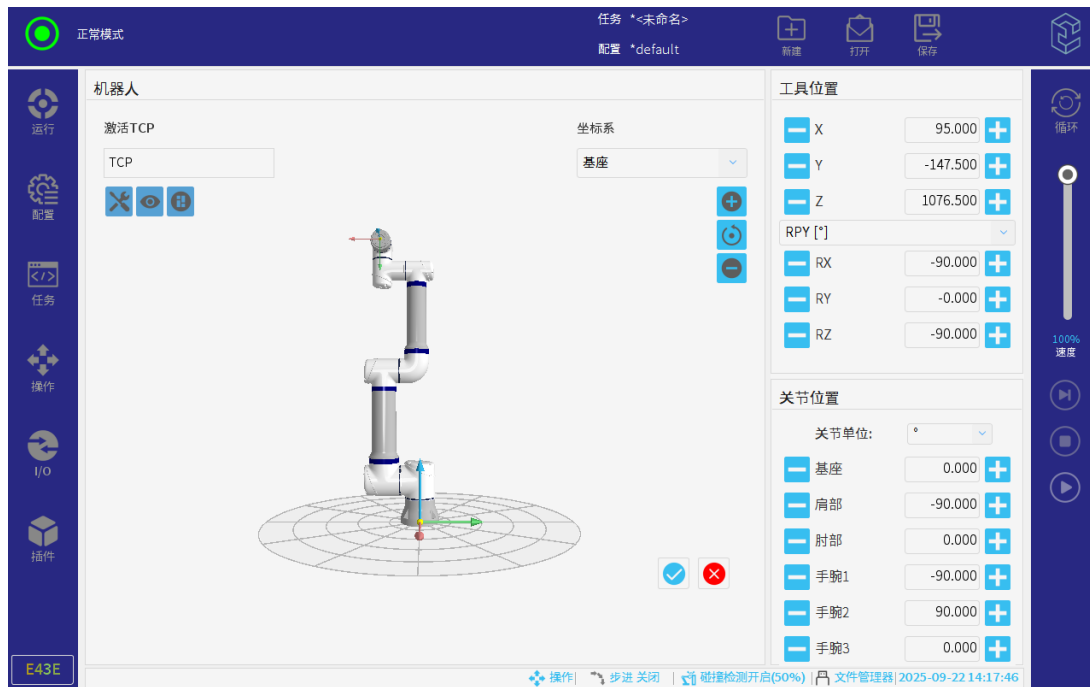 正常模式
任务 *<未命名>
配置 *default
新建
打开
保存
运行
配置
任务
操作
I/O
插件
E43E
机器人
激活TCP
TCP
坐标系
基座
工具位置
X 95.000
Y -147.500
Z 1076.500
RPY [°]
RX -90.000
RY -0.000
RZ -90.000
关节位置
关节单位: °
基座 0.000
肩部 -90.000
肘部 0.000
手腕1 -90.000
手腕2 90.000
手腕3 0.000
循环
100%
速度
操作| 步进 关闭 | 碰撞检测开启(50%) | 文件管理器|2025-09-22 14:17:46